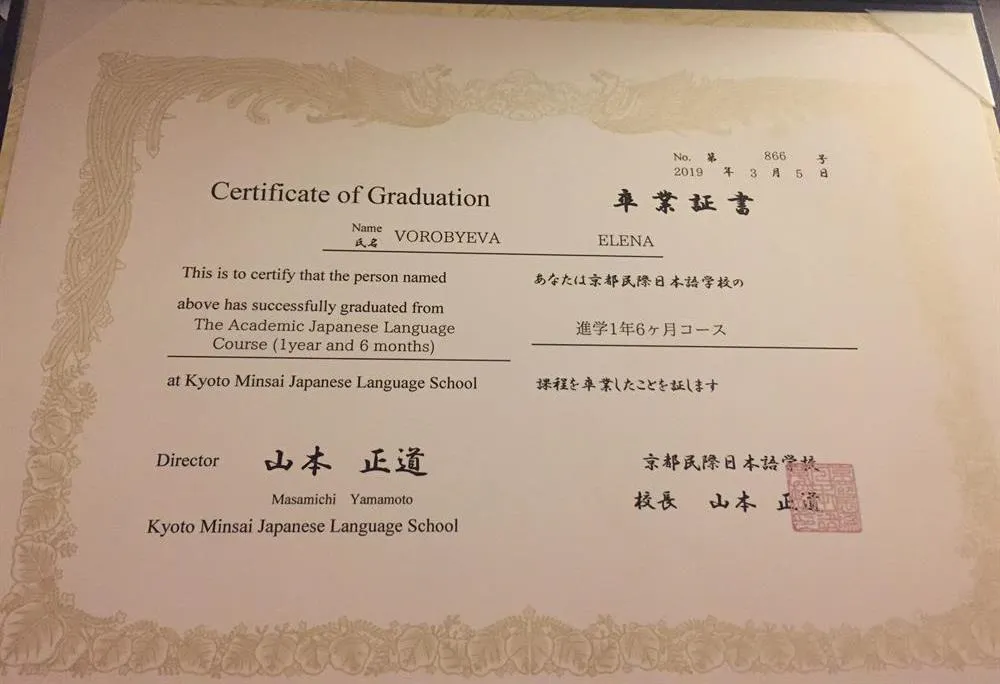 No. 第 866 号
2019 年 3 月 5 日
Certificate of Graduation
卒業証書
Name
氏名 VOROBYEVA ELENA
This is to certify that the person named
above has successfully graduated from
The Academic Japanese Language
Course (1year and 6 months)
at Kyoto Minsai Japanese Language School
あなたは京都民際日本語学校の
進学1年6ヶ月コース
課程を卒業したことを証します
Director 山本 正道
Masamichi Yamamoto
Kyoto Minsai Japanese Language School
京都民際日本語学校
校長 山本 正道